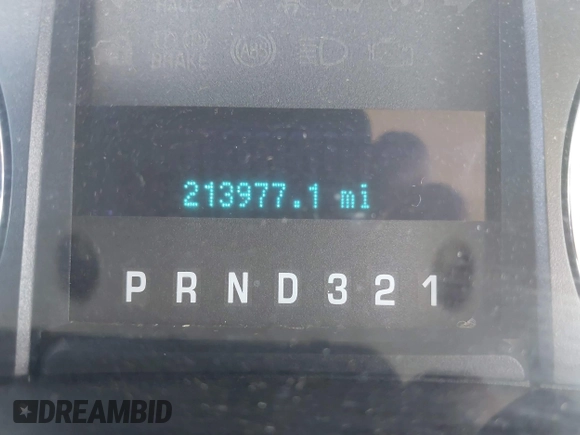 BRAKE (ABS)
213977.1 mi
P R N D 3 2 1
DREAMBID